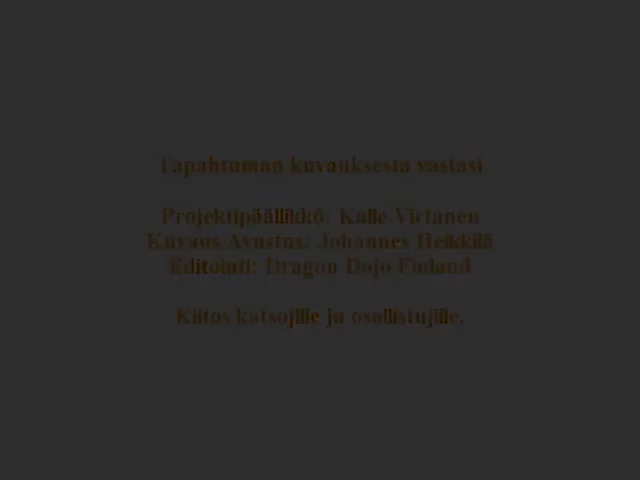 Tapahtuman kuvauksesta vastasi
Projektipäällikkö: Kalle Virtanen
Kuvaus/Avustus: Johannes Heikkilä
Editointi: Dragon Dojo Finland
Kiitos katsojille ja osallistujille.